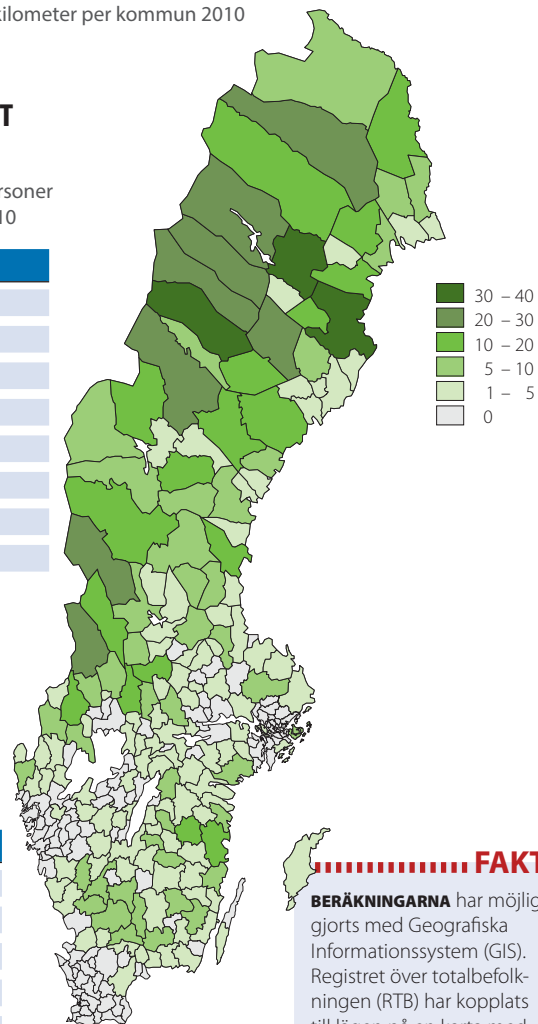 kilometer per kommun 2010
T
rsoner
10
30 – 40
20 – 30
10 – 20
5 – 10
1 – 5
0
FAKT
BERÄKNINGARNA har möjlig
gjorts med Geografiska
Informationssystem (GIS).
Registret över totalbefolk-
ningen (RTB) har kopplats